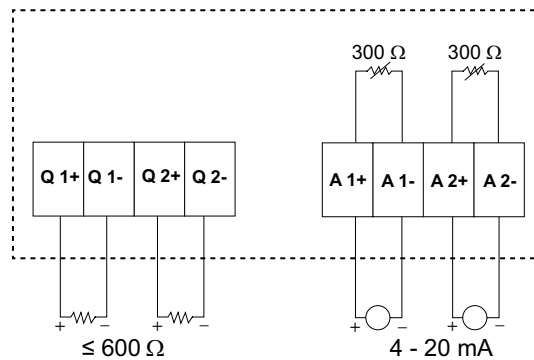 300 Ω 300 Ω
Q 1+ Q 1- Q 2+ Q 2- A 1+ A 1- A 2+ A 2-
+ − + − + − + −
≤ 600 Ω 4 - 20 mA